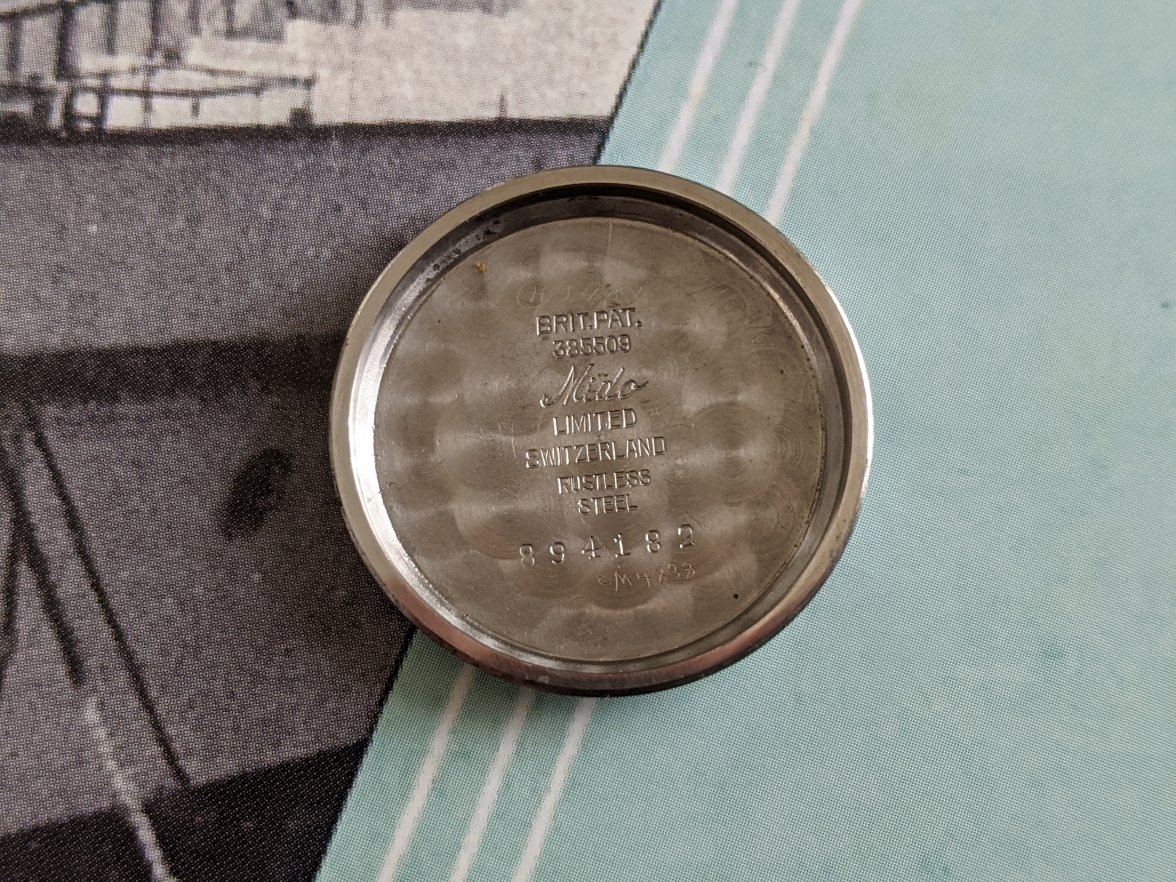 BRIT.PAT.
385509
Mido
LIMITED
SWITZERLAND
RUSTLESS
STEEL
894182